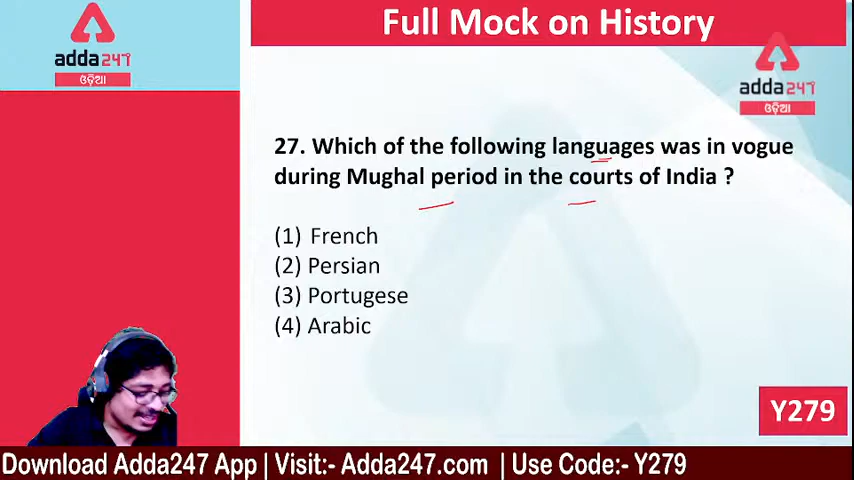 Full Mock on History
adda247
ଓଡ଼ିଆ
adda247
ଓଡ଼ିଆ
27. Which of the following languages was in vogue
during Mughal period in the courts of India ?
(1) French
(2) Persian
(3) Portugese
(4) Arabic
Y279
Download Adda247 App | Visit:- Adda247.com | Use Code:- Y279